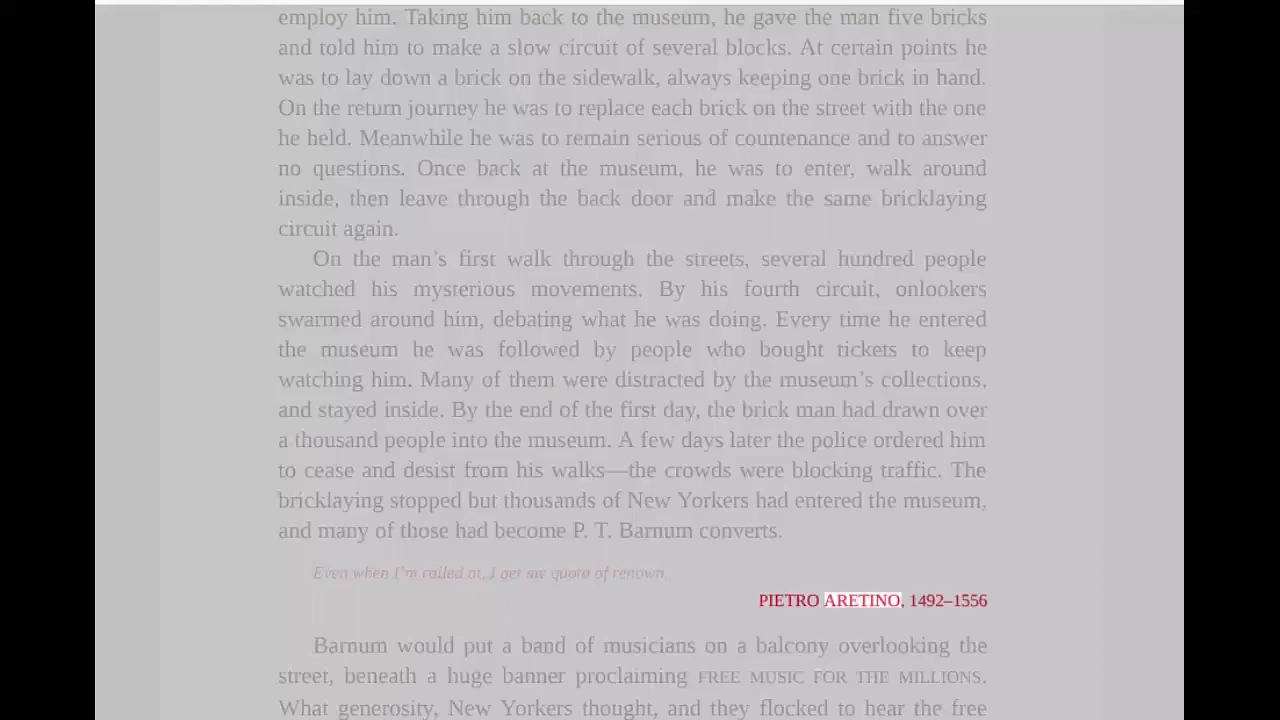 employ him. Taking him back to the museum, he gave the man five bricks
and told him to make a slow circuit of several blocks. At certain points he
was to lay down a brick on the sidewalk, always keeping one brick in hand.
On the return journey he was to replace each brick on the street with the one
he held. Meanwhile he was to remain serious of countenance and to answer
no questions. Once back at the museum, he was to enter, walk around
inside, then leave through the back door and make the same bricklaying
circuit again.
On the man’s first walk through the streets, several hundred people
watched his mysterious movements. By his fourth circuit, onlookers
swarmed around him, debating what he was doing. Every time he entered
the museum he was followed by people who bought tickets to keep
watching him. Many of them were distracted by the museum’s collections,
and stayed inside. By the end of the first day, the brick man had drawn over
a thousand people into the museum. A few days later the police ordered him
to cease and desist from his walks—the crowds were blocking traffic. The
bricklaying stopped but thousands of New Yorkers had entered the museum,
and many of those had become P. T. Barnum converts.
Even when I’m railed at, I get my quota of renown.
PIETRO ARETINO, 1492–1556
Barnum would put a band of musicians on a balcony overlooking the
street, beneath a huge banner proclaiming FREE MUSIC FOR THE MILLIONS.
What generosity, New Yorkers thought, and they flocked to hear the free